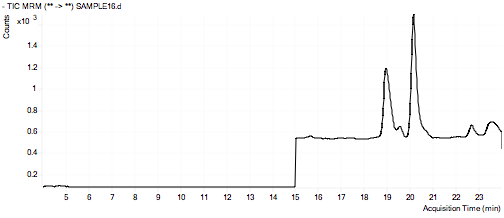 - TIC MRM (** -> **) SAMPLE16.d
Counts
x10³
1.4
1.2
1
0.8
0.6
0.4
0.2
5 6 7 8 9 10 11 12 13 14 15 16 17 18 19 20 21 22 23
Acquisition Time (min)